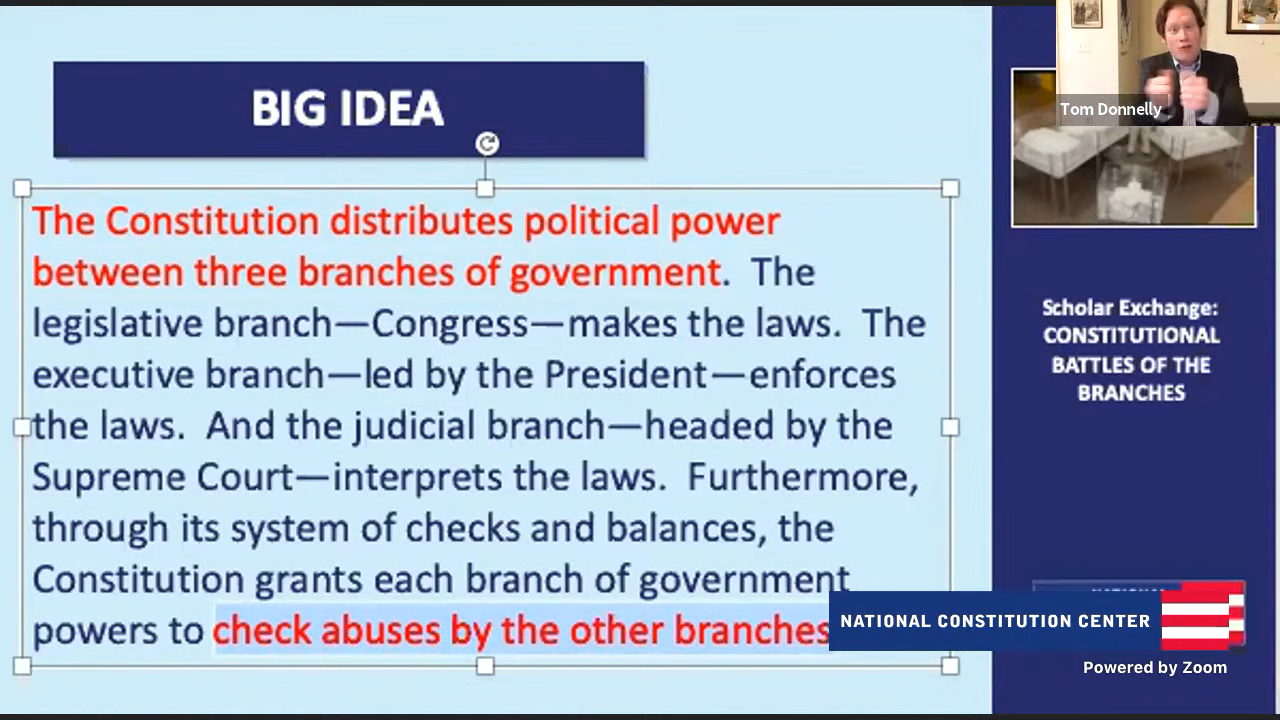 BIG IDEA
The Constitution distributes political power
between three branches of government.  The
legislative branch—Congress—makes the laws.  The
executive branch—led by the President—enforces
the laws.  And the judicial branch—headed by the
Supreme Court—interprets the laws.  Furthermore,
through its system of checks and balances, the
Constitution grants each branch of government
powers to check abuses by the other branches
Tom Donnelly
Scholar Exchange:
CONSTITUTIONAL
BATTLES OF THE
BRANCHES
NATIONAL CONSTITUTION CENTER
Powered by Zoom